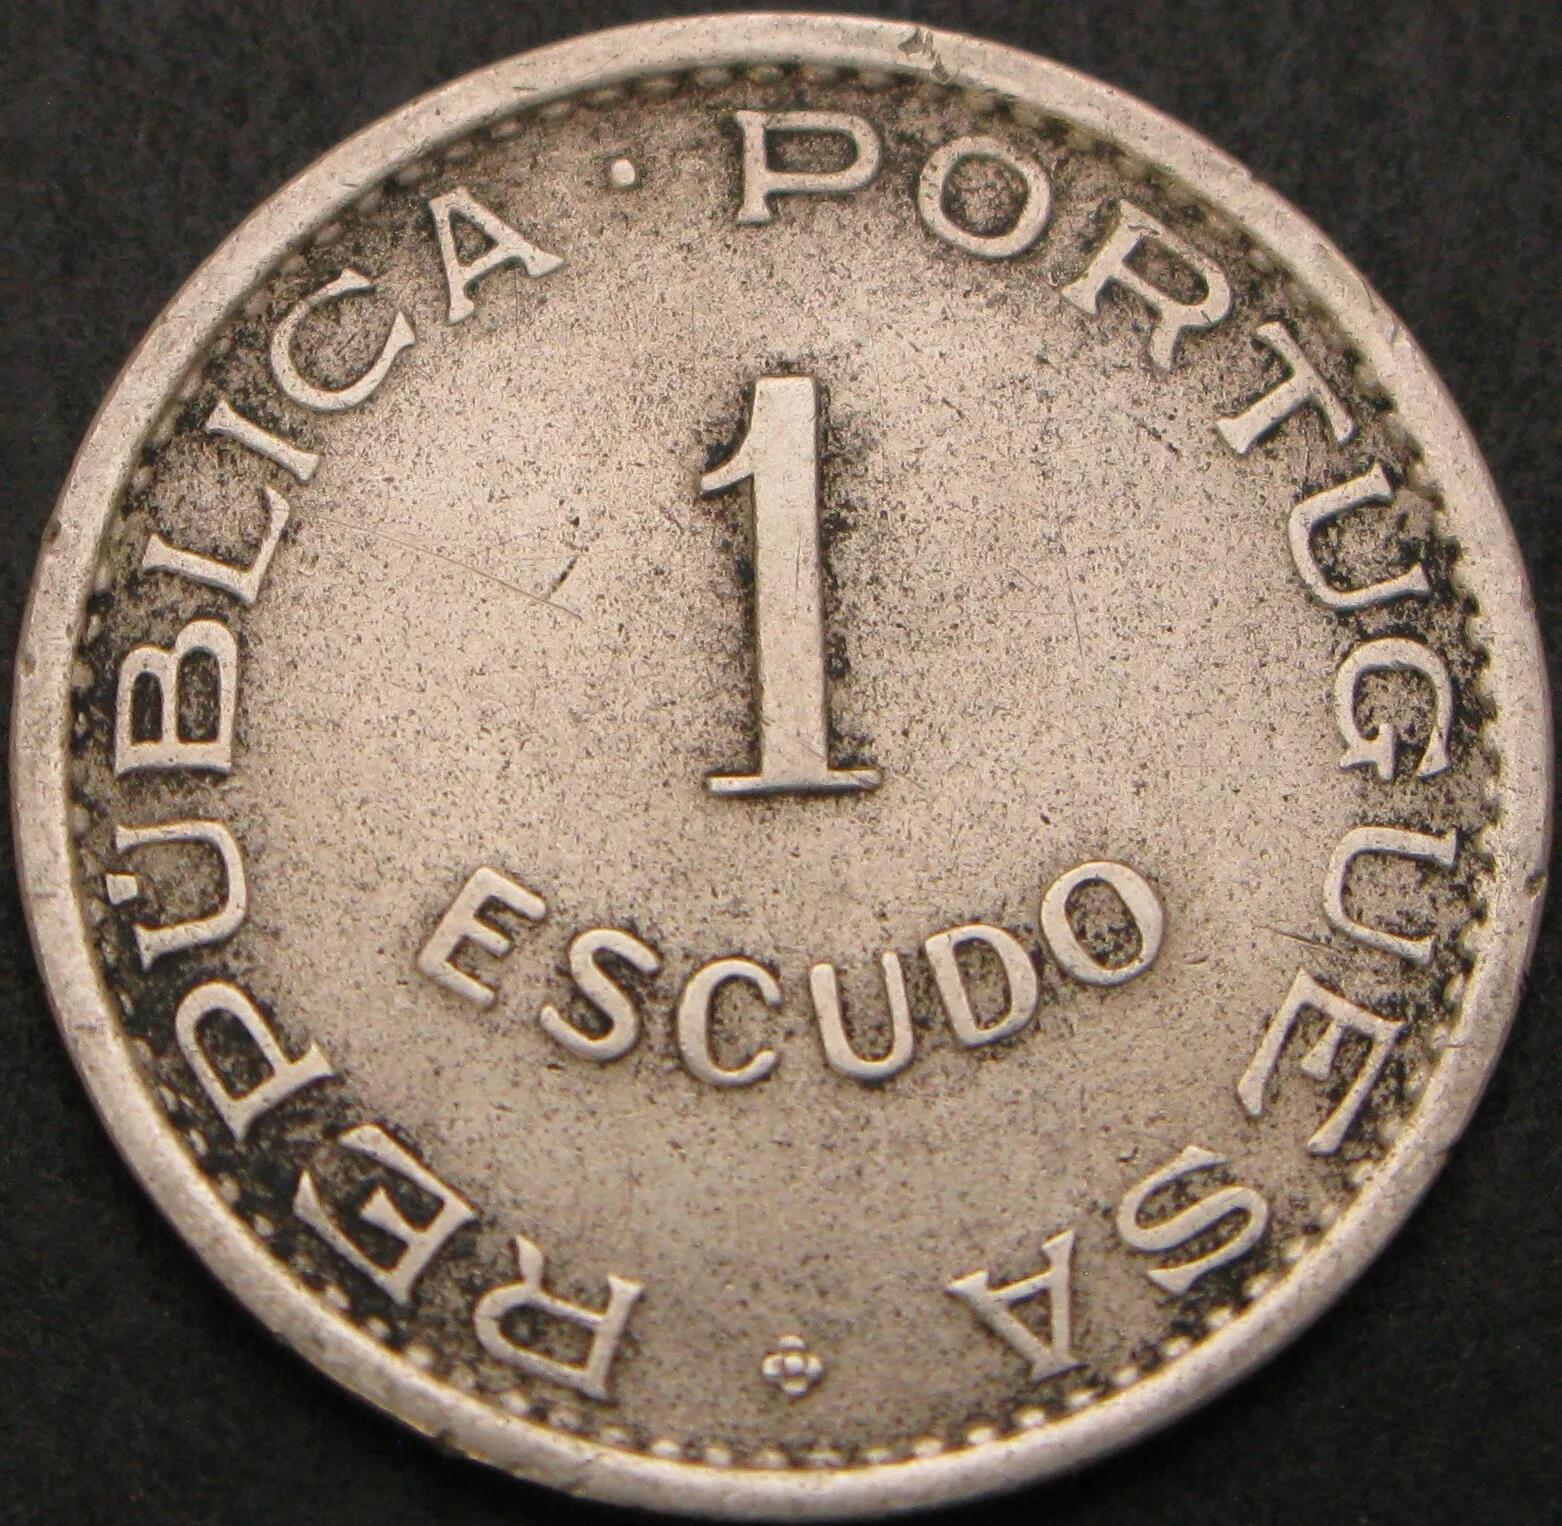 REPÚBLICA · PORTUGUESA
1
ESCUDO